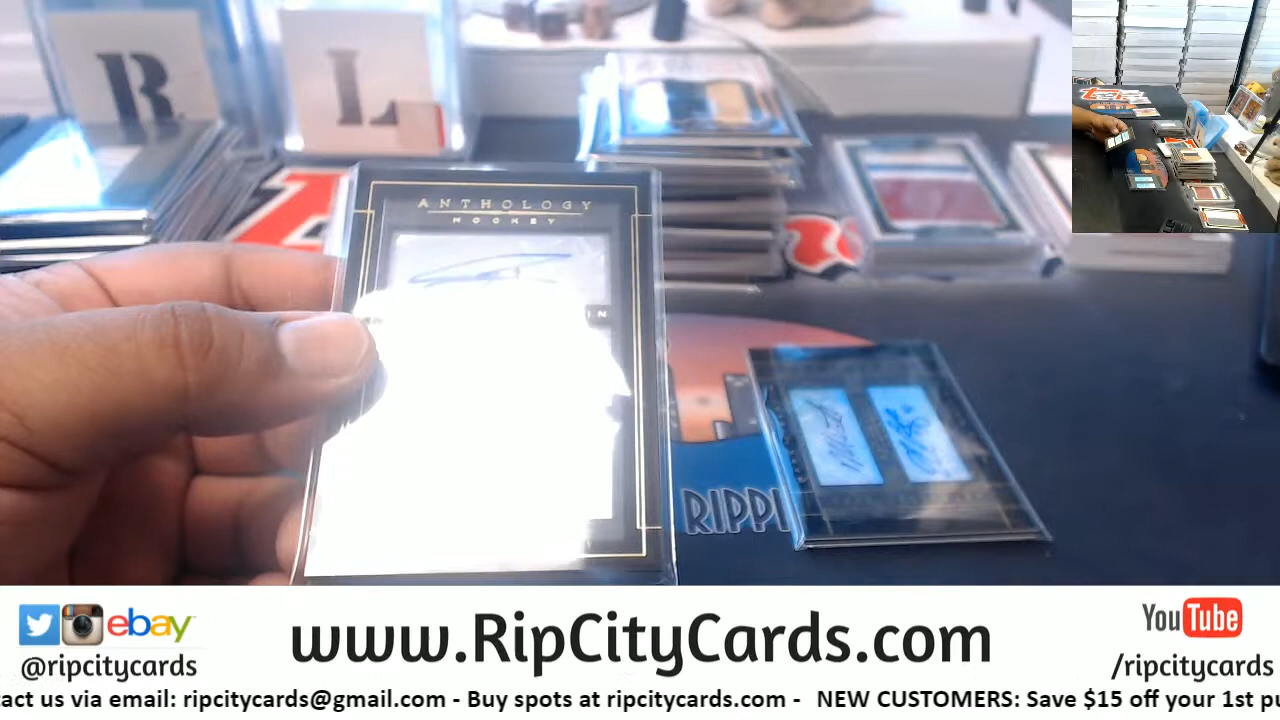 R
L
ANTHOLOGY
HOCKEY
IN
RIPPI
ebay
www.RipCityCards.com
YouTube
@ripcitycards
/ripcitycards
act us via email: ripcitycards@gmail.com - Buy spots at ripcitycards.com - NEW CUSTOMERS: Save $15 off your 1st pu